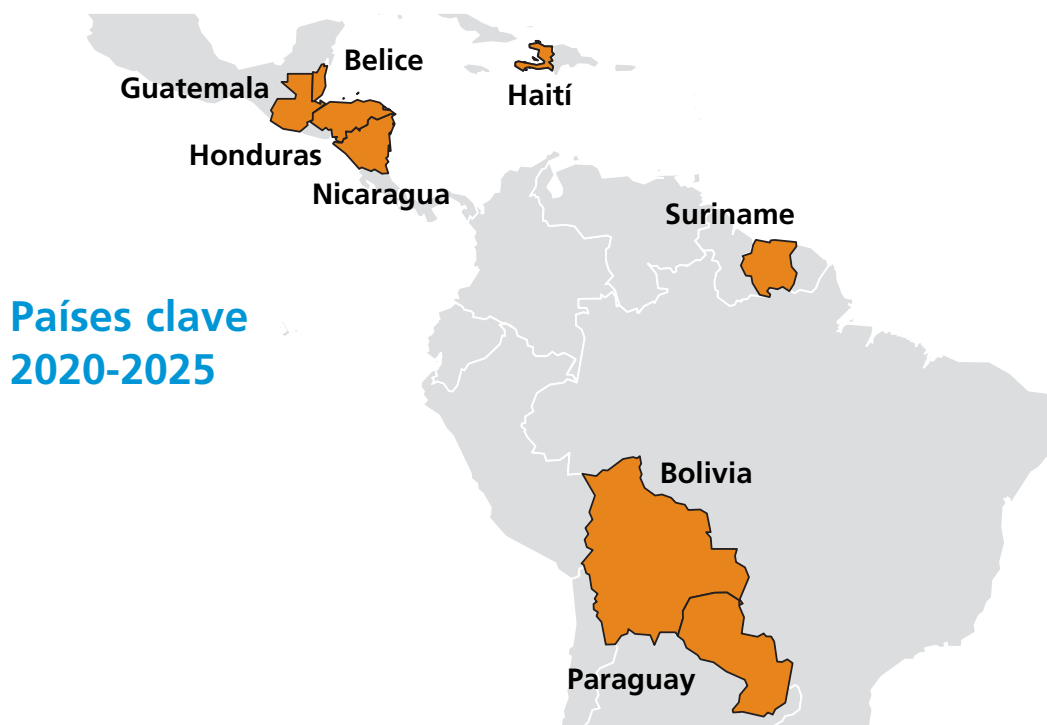 Belice
Guatemala
Haití
Honduras
Nicaragua
Suriname
Países clave
2020-2025
Bolivia
Paraguay